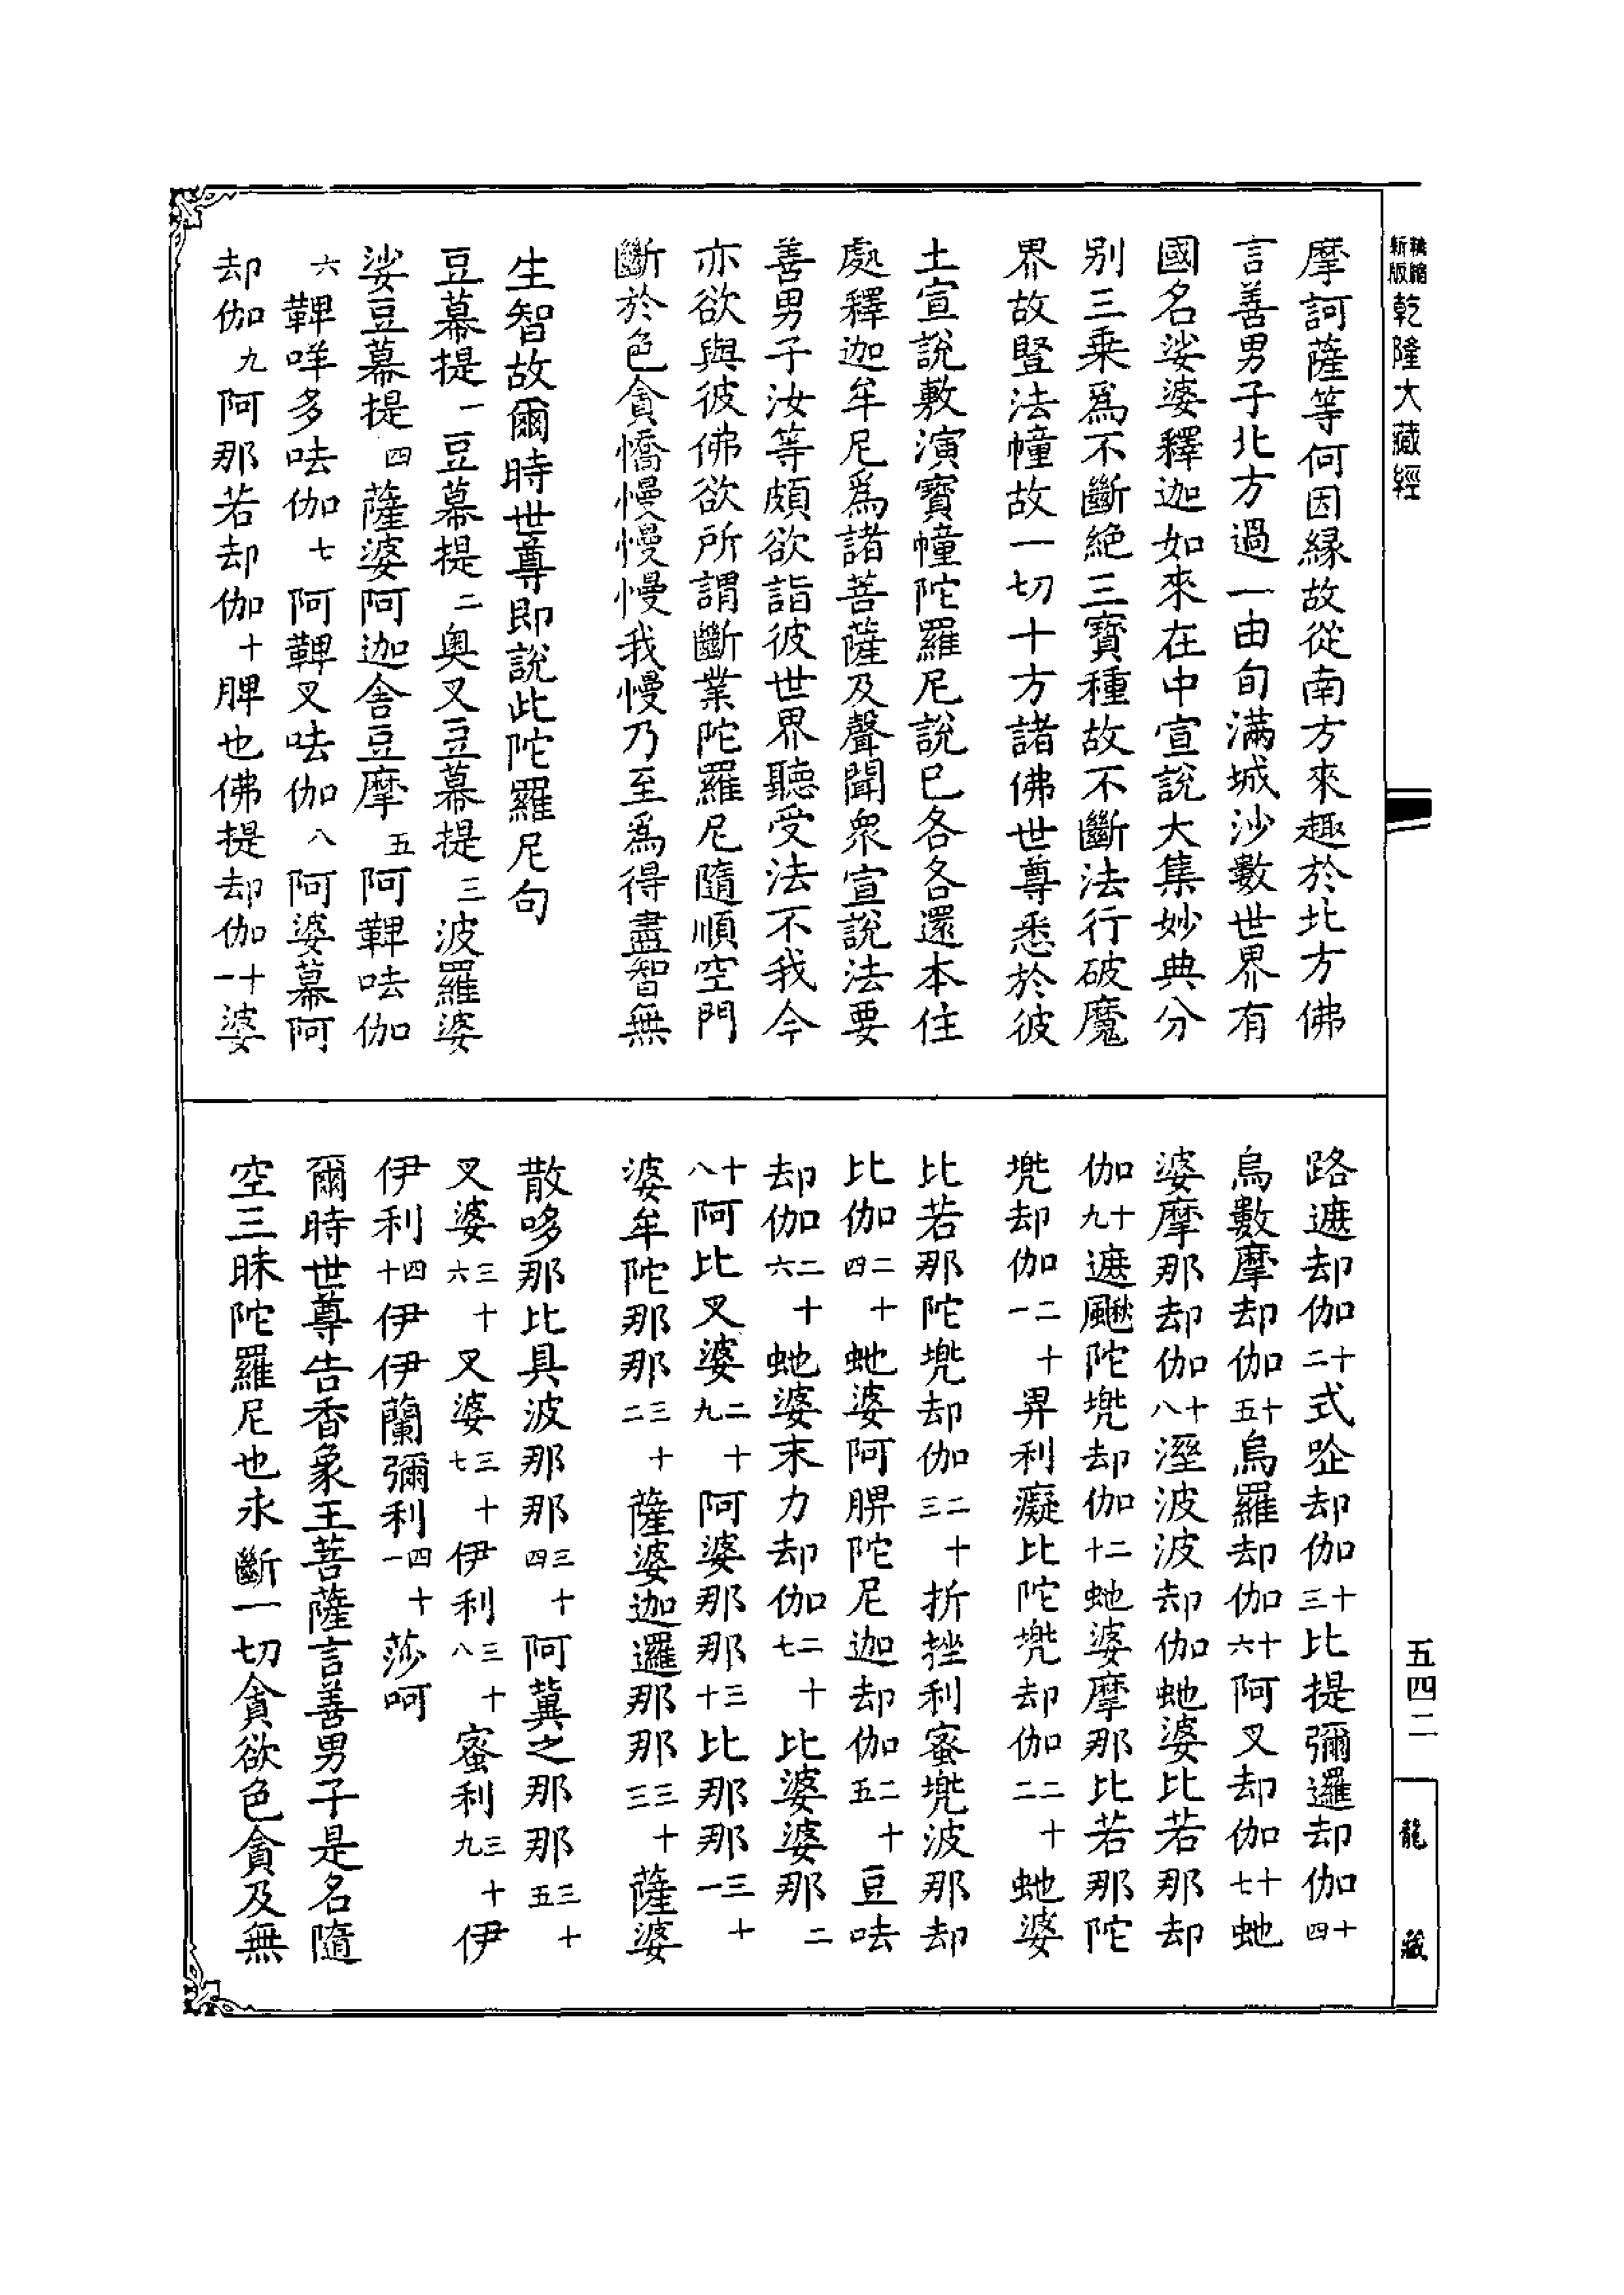 新編縮版乾隆大藏經
摩訶薩等何因緣故從南方來趣於北方佛
言善男子北方過一由旬滿城沙數世界有
國名娑婆釋迦如來在中宣說大集妙典分
別三乘爲不斷絕三寶種故不斷法行破魔
界故豎法幢故一切十方諸佛世尊悉於彼
土宣說敷演寶幢陀羅尼說已各各還本住
處釋迦牟尼爲諸菩薩及聲聞衆宣說法要
善男子汝等頗欲詣彼世界聽受法不我今
亦欲與彼佛欲所謂斷業陀羅尼隨順空門
斷於色貪憍慢慢慢我慢乃至爲得盡智無
生智故爾時世尊即說此陀羅尼句
豆幕提一豆幕提二奧叉豆幕提三波羅婆
娑豆幕提四薩婆阿迦舍豆摩五阿鞞呿伽
六鞞咩多呿伽七阿鞞叉呿伽八阿婆幕阿
却伽九阿那若却伽十脾也佛提却伽十一婆
路遮却伽十二式㕧却伽十三比提彌邏却伽十四
烏數摩却伽十五烏羅却伽十六阿叉却伽十七虵
婆摩那却伽十八溼波波却伽虵婆比若那却
伽十九遮颰陀兠却伽二十虵婆摩那比若那陀
兠却伽二十一毘利癡比陀兠却伽二十二虵婆
比若那陀兠却伽二十三折挫利蜜兠波那却
比伽二十四虵婆阿脾陀尼迦却伽二十五豆呿
却伽二十六虵婆末力却伽二十七比婆婆那二
十八阿比叉婆二十九阿婆那那三十比那那三十一
婆牟陀那那三十二薩婆迦邏那那三十三薩婆
散哆那比具波那那三十四阿冀之那那三十五
叉婆三十六叉婆三十七伊利三十八蜜利三十九伊
伊利四十伊伊蘭彌利四十一莎呵
爾時世尊告香象王菩薩言善男子是名隨
空三昧陀羅尼也永斷一切貪欲色貪及無
五四二
龍藏